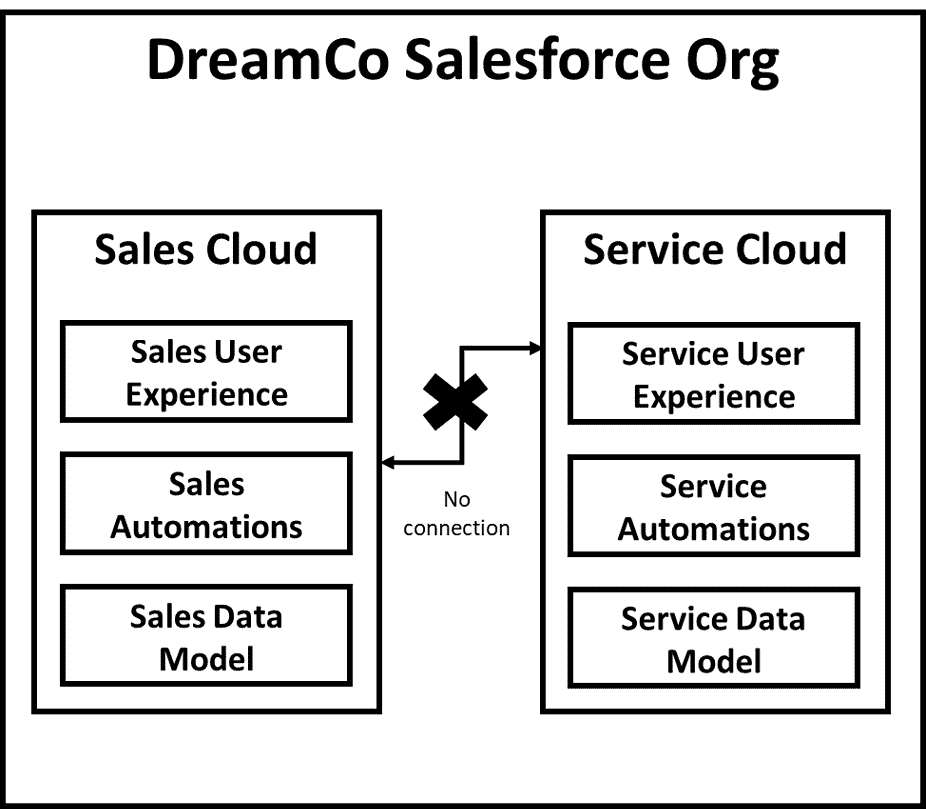 DreamCo Salesforce Org
Sales Cloud
Sales User
Experience
Sales
Automations
Sales Data
Model
No
connection
Service Cloud
Service User
Experience
Service
Automations
Service Data
Model